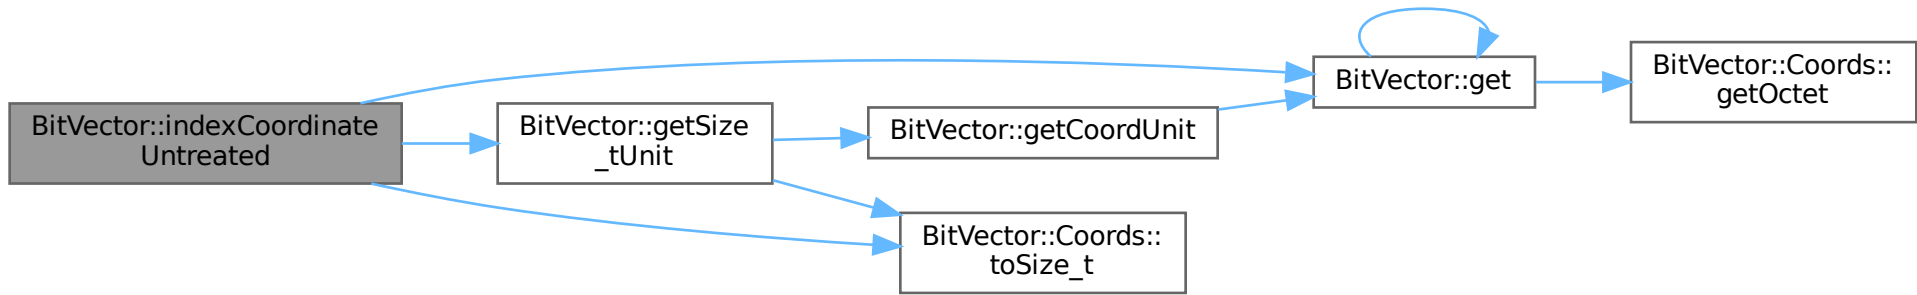 BitVector::indexCoordinate
Untreated
BitVector::getSize
_tUnit
BitVector::getCoordUnit
BitVector::Coords::
toSize_t
BitVector::get
BitVector::Coords::
getOctet